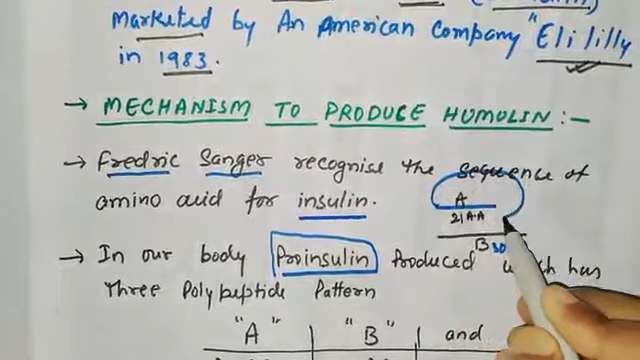 Marketed by An American Company "Eli lilly
in 1983.
→ MECHANISM TO PRODUCE HUMULIN :-
→ Fredric Sanger recognise the sequence of
amino acid for insulin.
A
21 A.A
B 30
→ In our body Proinsulin Produced which has
Three Polypeptide Pattern
"A" | "B" | and